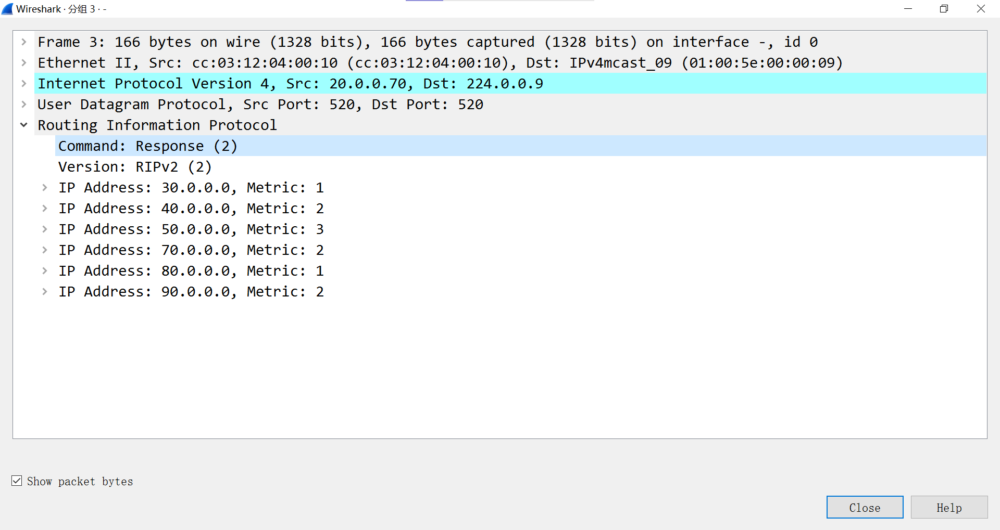 Wireshark · 分组 3 · -
Frame 3: 166 bytes on wire (1328 bits), 166 bytes captured (1328 bits) on interface -, id 0
Ethernet II, Src: cc:03:12:04:00:10 (cc:03:12:04:00:10), Dst: IPv4mcast_09 (01:00:5e:00:00:09)
Internet Protocol Version 4, Src: 20.0.0.70, Dst: 224.0.0.9
User Datagram Protocol, Src Port: 520, Dst Port: 520
Routing Information Protocol
Command: Response (2)
Version: RIPv2 (2)
IP Address: 30.0.0.0, Metric: 1
IP Address: 40.0.0.0, Metric: 2
IP Address: 50.0.0.0, Metric: 3
IP Address: 70.0.0.0, Metric: 2
IP Address: 80.0.0.0, Metric: 1
IP Address: 90.0.0.0, Metric: 2
Show packet bytes
Close
Help